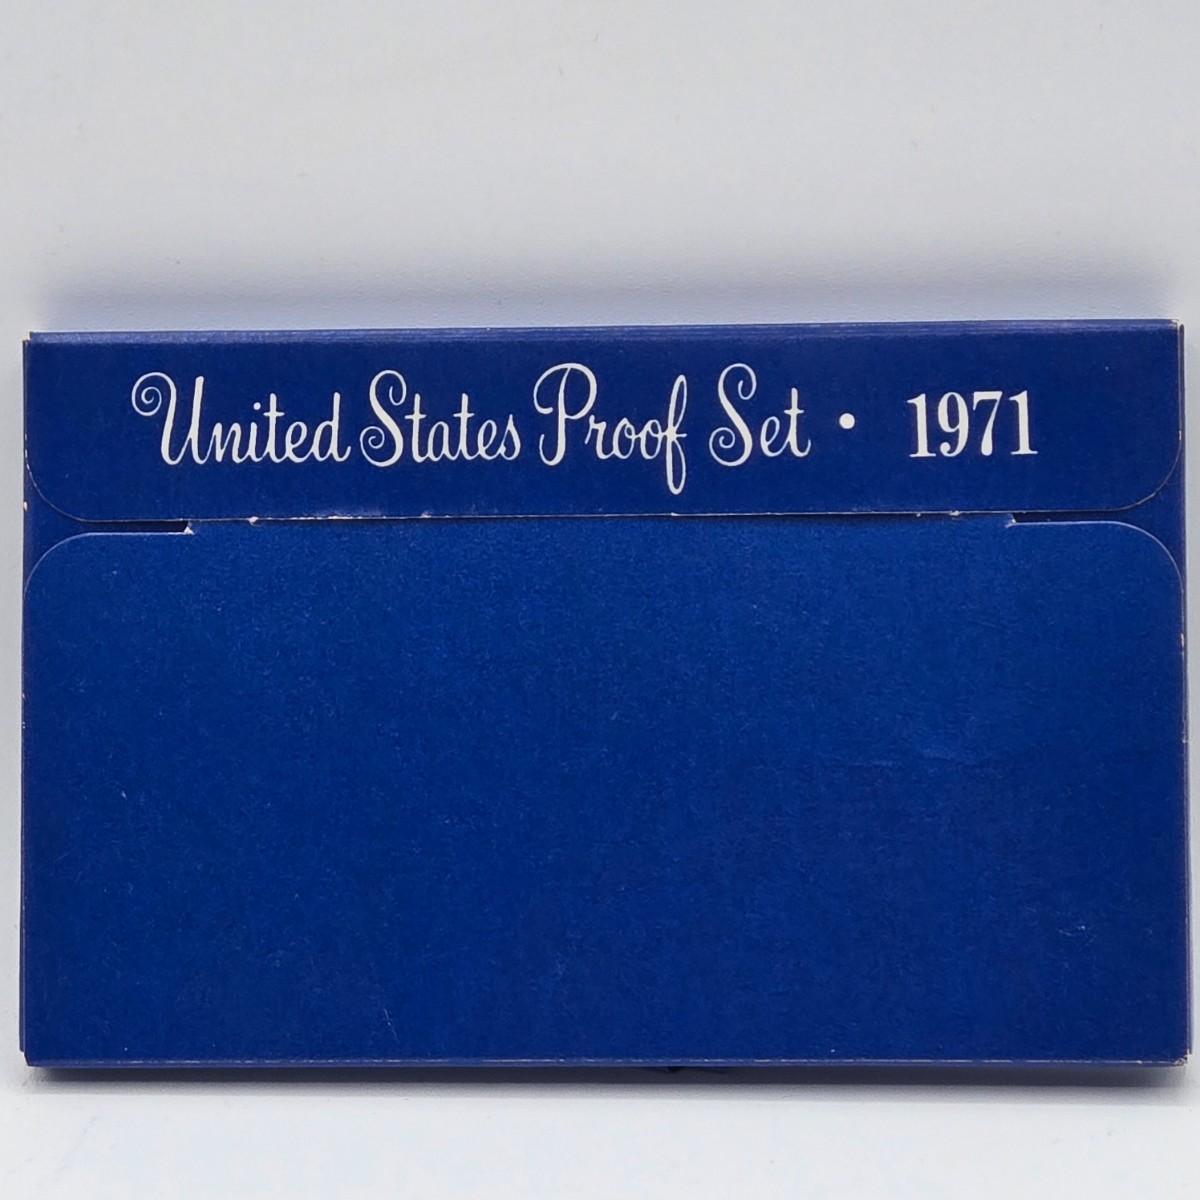 United States Proof Set • 1971